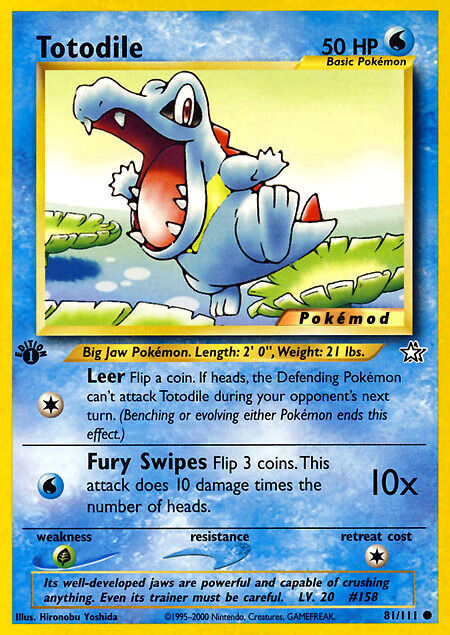 Totodile
50 HP
Basic Pokémon
Pokémod
EDITION
1
Big Jaw Pokémon. Length: 2' 0", Weight: 21 lbs.
Leer Flip a coin. If heads, the Defending Pokémon
can't attack Totodile during your opponent's next
turn. (Benching or evolving either Pokémon ends this
effect.)
Fury Swipes Flip 3 coins. This
attack does 10 damage times the
number of heads.
10x
weakness
resistance
retreat cost
Its well-developed jaws are powerful and capable of crushing
anything. Even its trainer must be careful. LV. 20 #158
Illus. Hironobu Yoshida
©1995-2000 Nintendo, Creatures, GAMEFREAK.
81/111